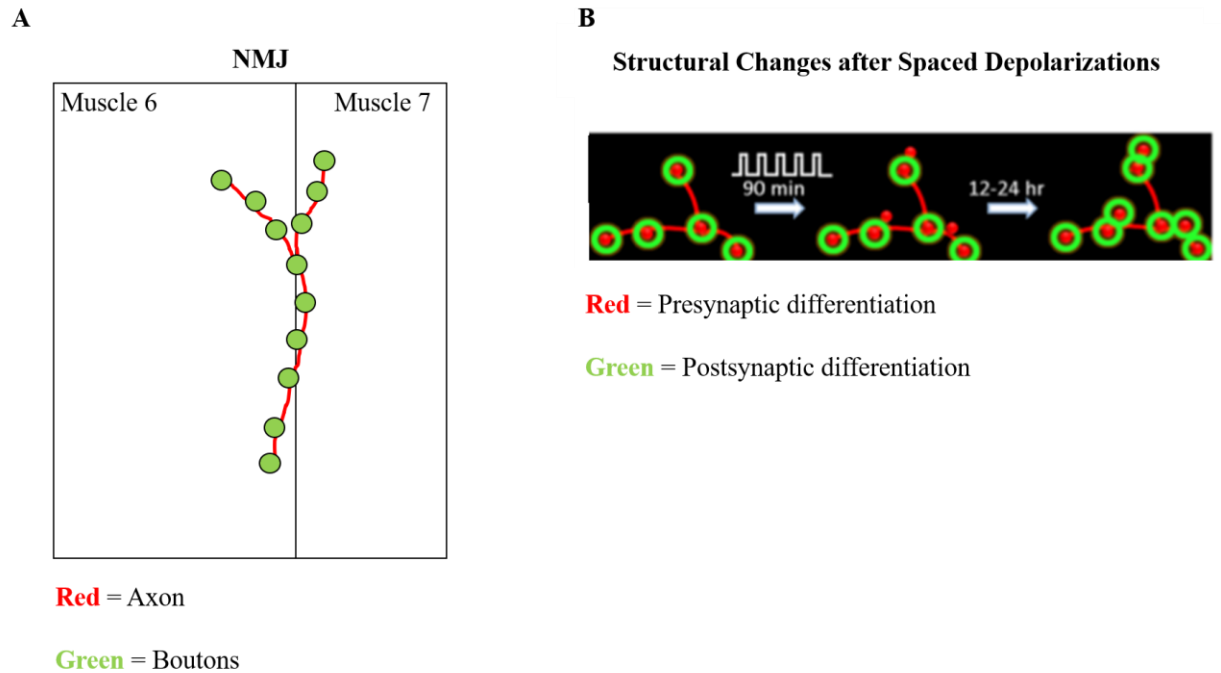 A
NMJ
Muscle 6
Muscle 7
Red = Axon
Green = Boutons
B
Structural Changes after Spaced Depolarizations
90 min
12-24 hr
Red = Presynaptic differentiation
Green = Postsynaptic differentiation